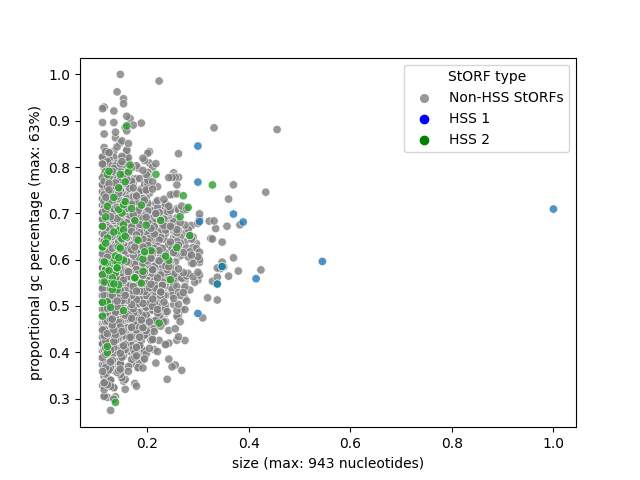 StORF type
Non-HSS StORFs
HSS 1
HSS 2
1.0
0.9
0.8
0.7
0.6
0.5
0.4
0.3
proportional gc percentage (max: 63%)
0.2 0.4 0.6 0.8 1.0
size (max: 943 nucleotides)